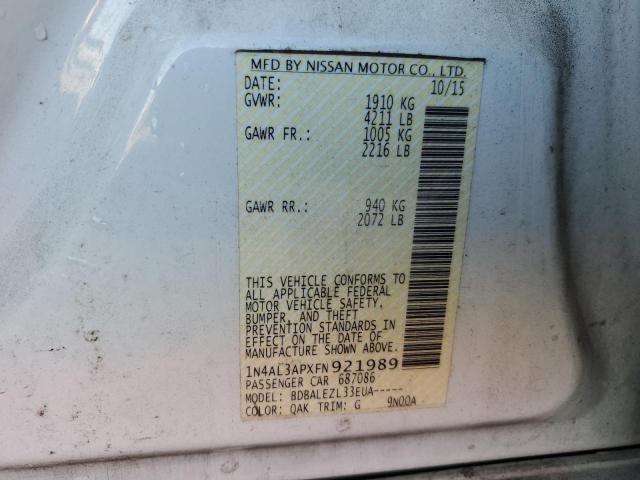 MFD BY NISSAN MOTOR CO., LTD.
DATE: 10/15
GVWR: 1910 KG
4211 LB
GAWR FR.: 1005 KG
2216 LB
GAWR RR.: 940 KG
2072 LB
THIS VEHICLE CONFORMS TO
ALL APPLICABLE FEDERAL
MOTOR VEHICLE SAFETY,
BUMPER, AND THEFT
PREVENTION STANDARDS IN
EFFECT ON THE DATE OF
MANUFACTURE SHOWN ABOVE.
1N4AL3APXFN921989
PASSENGER CAR 687086
MODEL: BDBALEZL33EUA-----
COLOR: QAK TRIM: G 9N00A